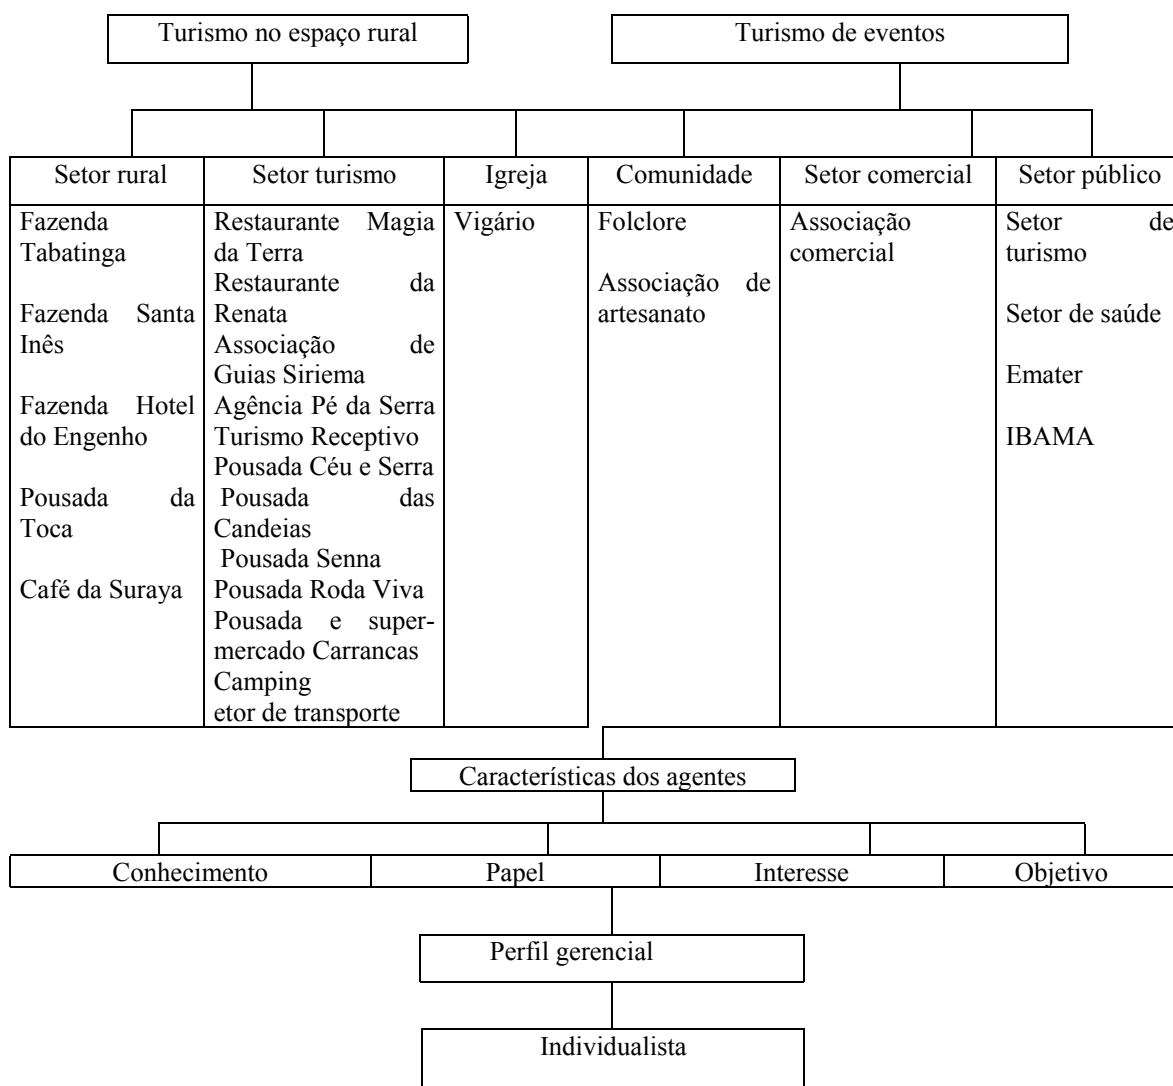 Turismo no espaço rural
Turismo de eventos
Setor rural
Setor turismo
Igreja
Comunidade
Setor comercial
Setor público
Fazenda
Tabatinga
Fazenda Santa
Inês
Fazenda Hotel
do Engenho
Pousada da
Toca
Café da Suraya
Restaurante Magia
da Terra
Restaurante da
Renata
Associação de
Guias Siriema
Agência Pé da Serra
Turismo Receptivo
Pousada Céu e Serra
Pousada das
Candeias
Pousada Senna
Pousada Roda Viva
Pousada e super-
mercado Carrancas
Camping
etor de transporte
Vigário
Folclore
Associação de
artesanato
Associação
comercial
Setor de
turismo
Setor de saúde
Emater
IBAMA
Características dos agentes
Conhecimento
Papel
Interesse
Objetivo
Perfil gerencial
Individualista